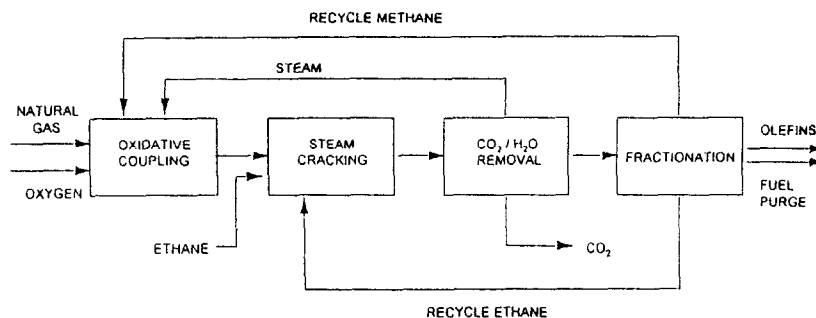 RECYCLE METHANE
STEAM
NATURAL
GAS
OXYGEN
OXIDATIVE
COUPLING
STEAM
CRACKING
CO₂ / H₂O
REMOVAL
FRACTIONATION
OLEFINS
FUEL
PURGE
ETHANE
CO₂
RECYCLE ETHANE